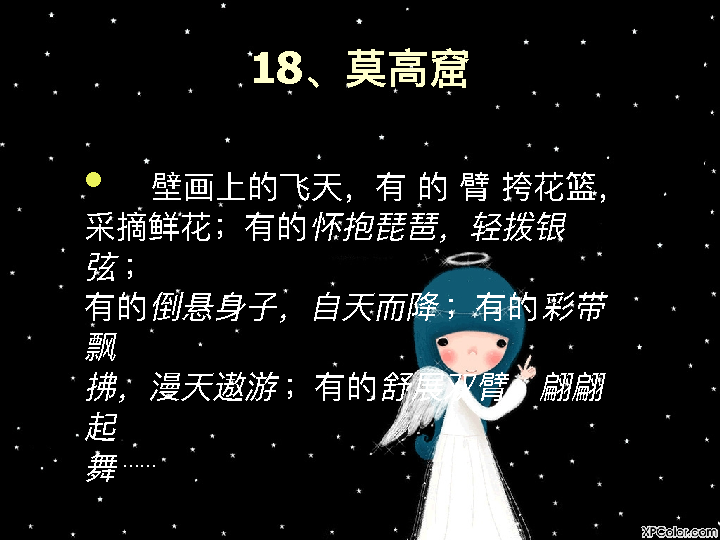 18、莫高窟
● 壁画上的飞天，有 的 臂 挎花篮，
采摘鲜花；有的怀抱琵琶，轻拨银
弦；
有的倒悬身子，自天而降；有的彩带
飘
拂，漫天遨游；有的舒展双臂，翩翩
起
舞……
XPColor.com